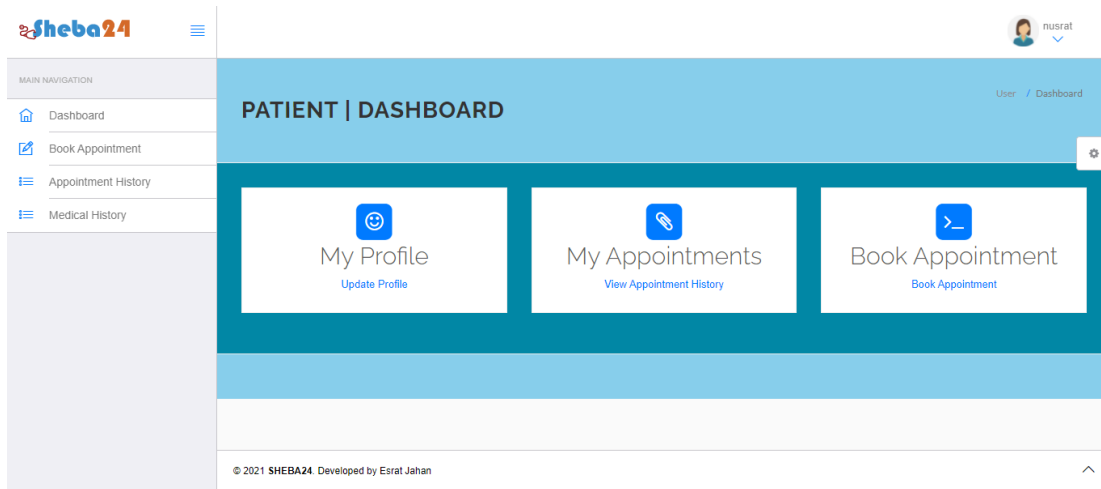 Sheba24
nusrat
MAIN NAVIGATION
Dashboard
Book Appointment
Appointment History
Medical History
PATIENT | DASHBOARD
User / Dashboard
My Profile
Update Profile
My Appointments
View Appointment History
Book Appointment
Book Appointment
© 2021 SHEBA24. Developed by Esrat Jahan